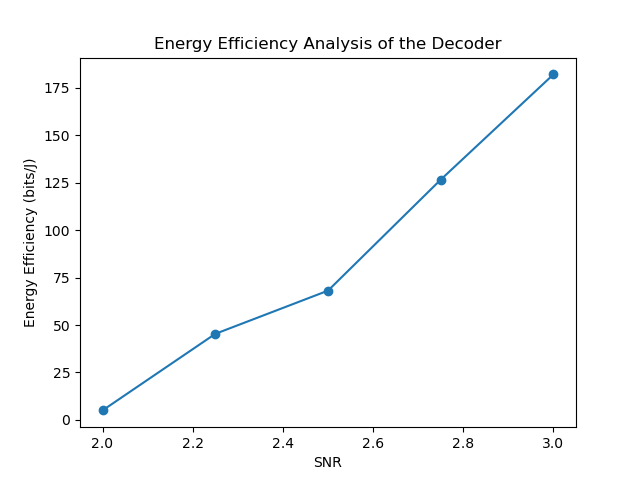 Energy Efficiency Analysis of the Decoder
Energy Efficiency (bits/J)
175
150
125
100
75
50
25
0
2.0 2.2 2.4 2.6 2.8 3.0
SNR